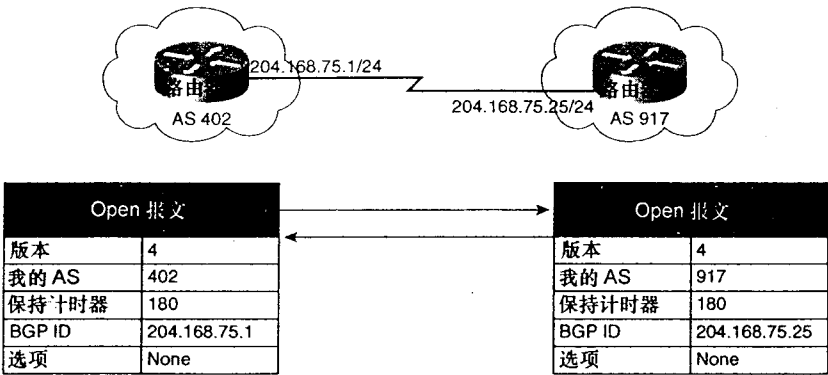 204.168.75.1/24
路由
AS 402
204.168.75.25/24
路由
AS 917
Open 报文
版本 4
我的 AS 402
保持计时器 180
BGP ID 204.168.75.1
选项 None
Open 报文
版本 4
我的 AS 917
保持计时器 180
BGP ID 204.168.75.25
选项 None